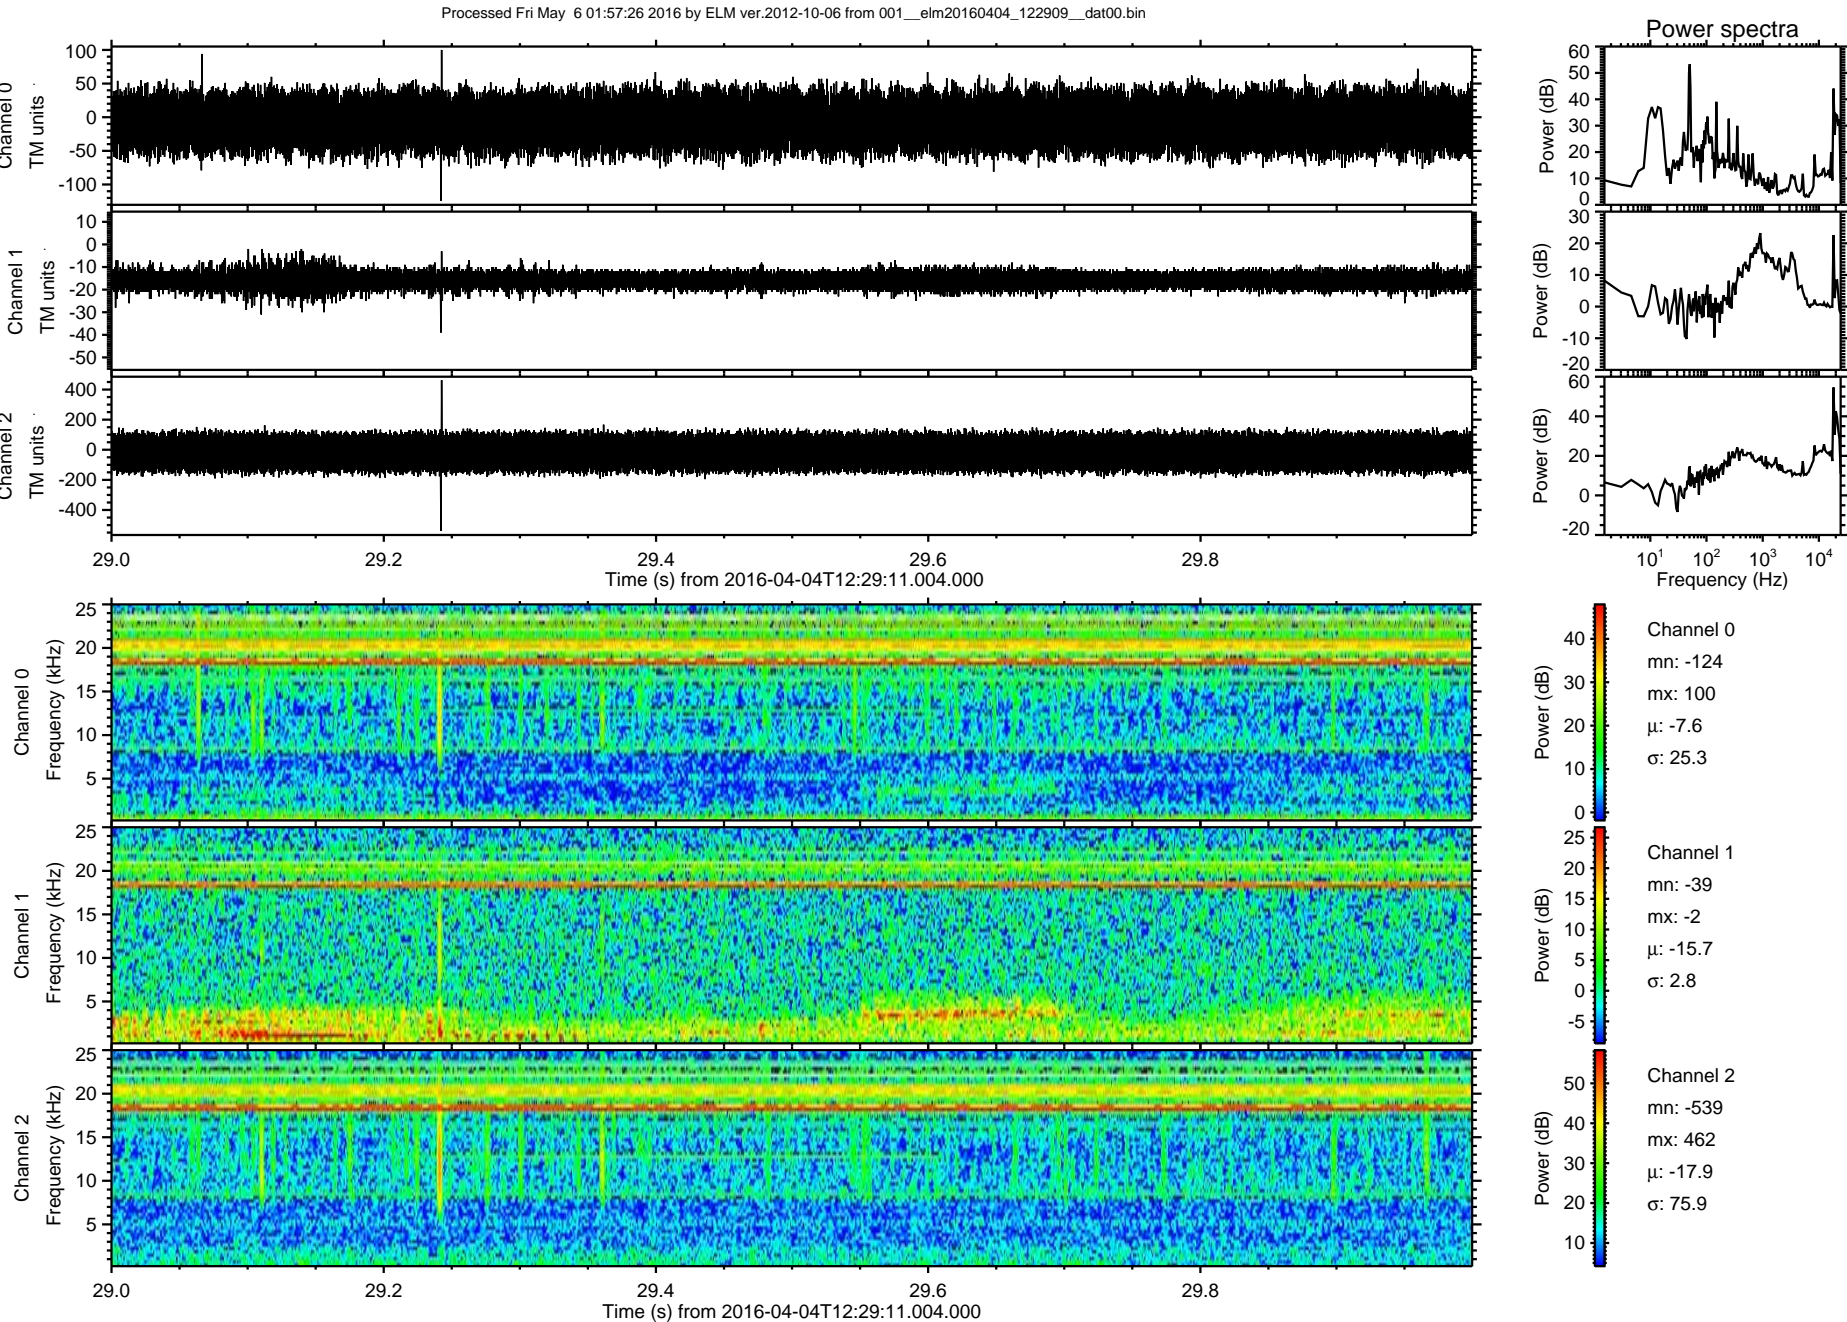 Processed Fri May  6 01:57:26 2016 by ELM ver.2012-10-06 from 001__elm20160404_122909__dat00.bin
Power spectra
Channel 0
TM units
100
50
0
-50
-100
Power (dB)
60
50
40
30
20
10
0
Channel 1
TM units
10
0
-10
-20
-30
-40
-50
Power (dB)
30
20
10
0
-10
-20
Channel 2
TM units
400
200
0
-200
-400
Power (dB)
60
40
20
0
-20
29.0 29.2 29.4 29.6 29.8
Time (s) from 2016-04-04T12:29:11.004.000
10¹ 10² 10³ 10⁴
Frequency (Hz)
Channel 0
Frequency (kHz)
25
20
15
10
5
Power (dB)
40
30
20
10
0
Channel 0
mn: -124
mx: 100
µ: -7.6
σ: 25.3
Channel 1
Frequency (kHz)
25
20
15
10
5
Power (dB)
25
20
15
10
5
0
-5
Channel 1
mn: -39
mx: -2
µ: -15.7
σ: 2.8
Channel 2
Frequency (kHz)
25
20
15
10
5
Power (dB)
50
40
30
20
10
Channel 2
mn: -539
mx: 462
µ: -17.9
σ: 75.9
29.0 29.2 29.4 29.6 29.8
Time (s) from 2016-04-04T12:29:11.004.000